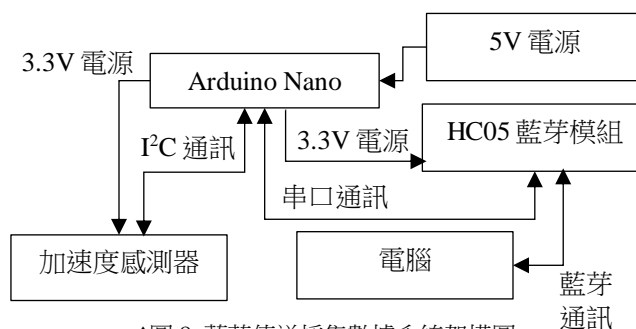 5V 電源
3.3V 電源
Arduino Nano
HC05 藍芽模組
I²C 通訊
3.3V 電源
串口通訊
加速度感測器
電腦
藍芽
通訊